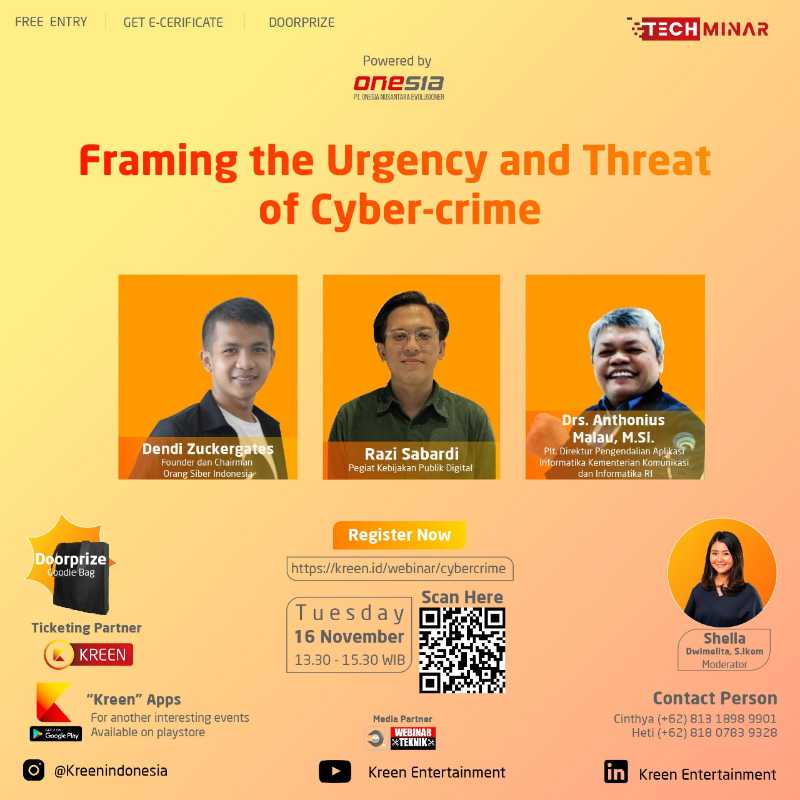 FREE ENTRY
GET E-CERIFICATE
DOORPRIZE
TECHMINAR
Powered by
onesia
PT. ONESIA NUSANTARA EVOLUSIONER
Framing the Urgency and Threat
of Cyber-crime
Dendi Zuckergates
Founder dan Chairman
Orang Siber Indonesia
Razi Sabardi
Pegiat Kebijakan Publik Digital
Drs. Anthonius
Malau, M.SI.
Plt. Direktur Pengendalian Aplikasi
Informatika Kementerian Komunikasi
dan Informatika RI
Doorprize
Goodie Bag
Ticketing Partner
KREEN
"Kreen" Apps
For another interesting events
Available on playstore
GET IT ON
Google Play
Register Now
https://kreen.id/webinar/cybercrime
Tuesday
16 November
13.30 - 15.30 WIB
Scan Here
Media Partner
WEBINAR
TEKNIK
Shella
Dwimelita, S.Ikom
Moderator
Contact Person
Cinthya (+62) 813 1898 9901
Heti (+62) 818 0783 9328
@Kreenindonesia
Kreen Entertainment
Kreen Entertainment